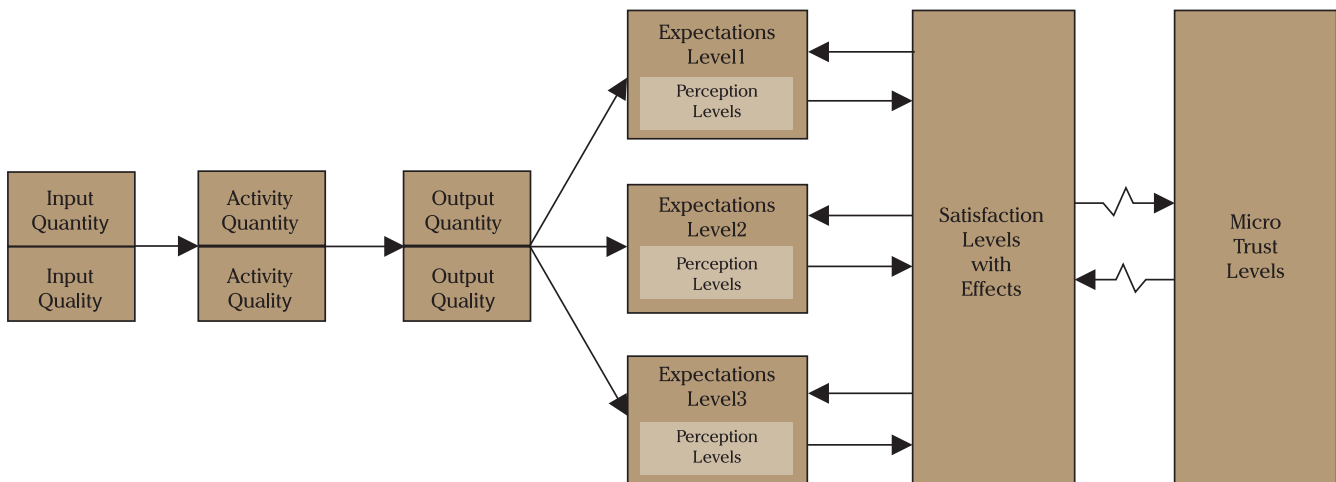 Input
Quantity
Input
Quality
Activity
Quantity
Activity
Quality
Output
Quantity
Output
Quality
Expectations
Level1
Perception
Levels
Expectations
Level2
Perception
Levels
Expectations
Level3
Perception
Levels
Satisfaction
Levels
with
Effects
Micro
Trust
Levels